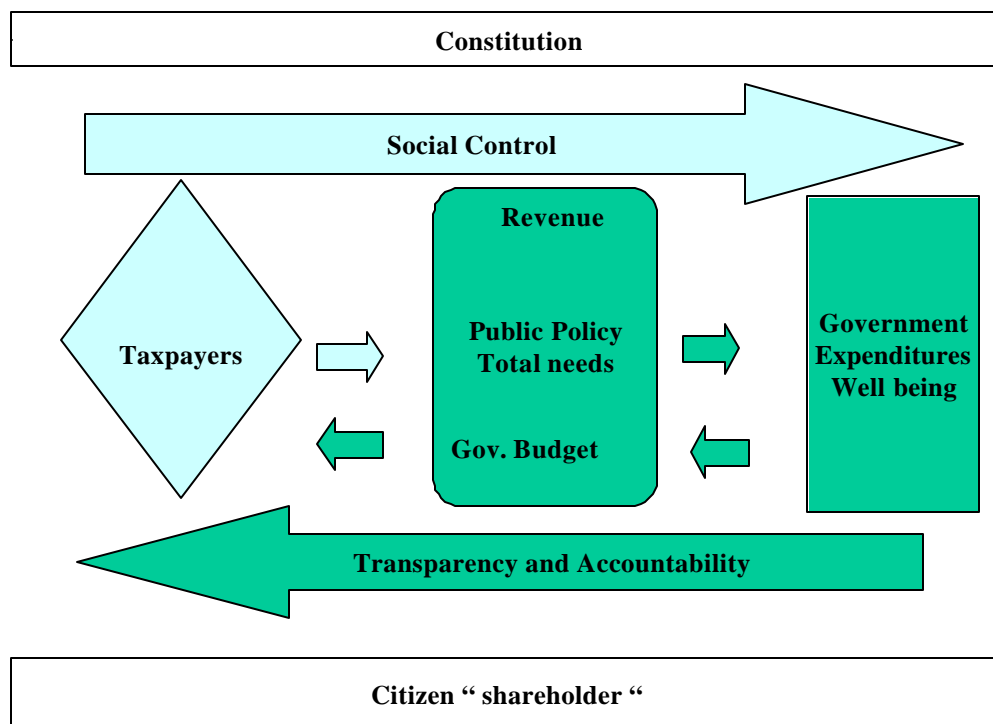 Constitution
Social Control
Taxpayers
Revenue
Public Policy
Total needs
Gov. Budget
Government
Expenditures
Well being
Transparency and Accountability
Citizen “ shareholder “